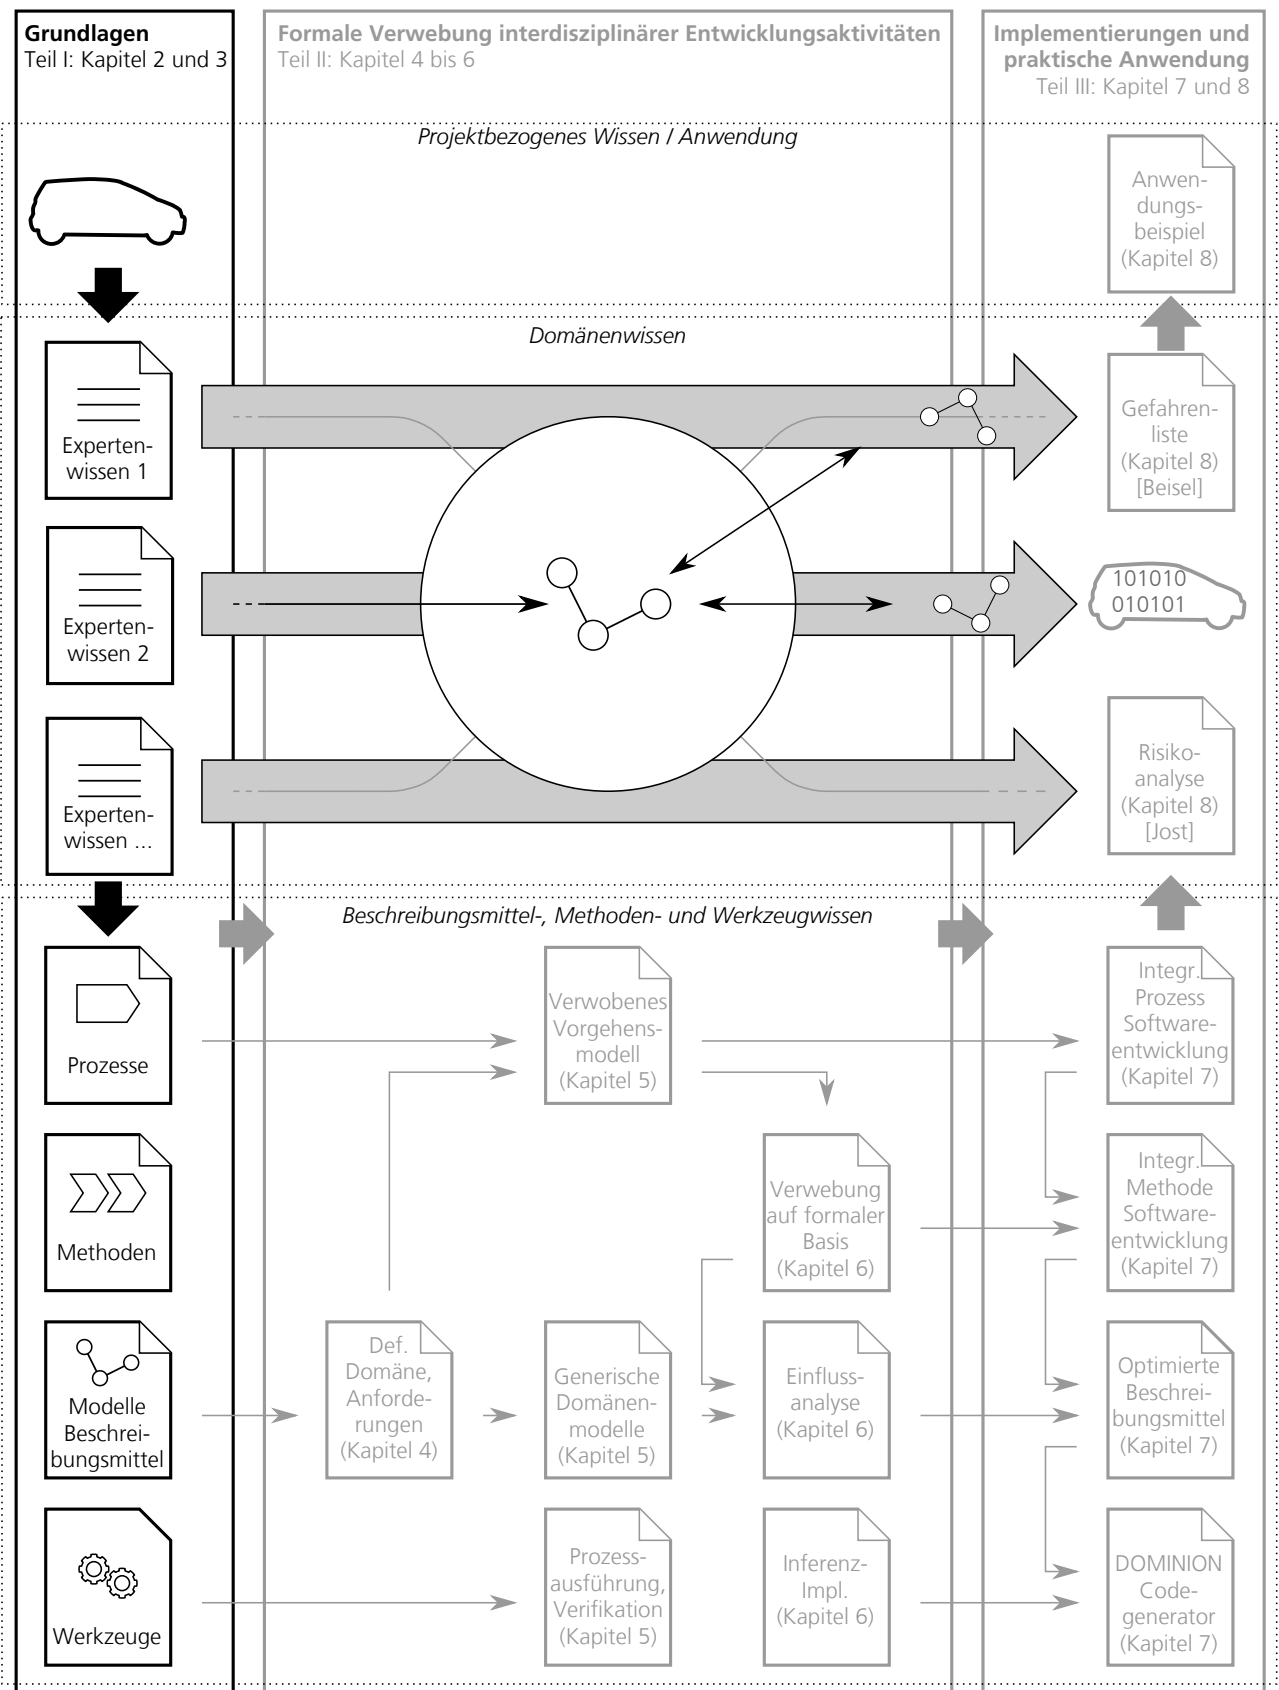 Grundlagen
Teil I: Kapitel 2 und 3
Formale Verwebung interdisziplinärer Entwicklungsaktivitäten
Teil II: Kapitel 4 bis 6
Implementierungen und
praktische Anwendung
Teil III: Kapitel 7 und 8
Projektbezogenes Wissen / Anwendung
Anwen-
dungs-
beispiel
(Kapitel 8)
Domänenwissen
Experten-
wissen 1
Gefahren-
liste
(Kapitel 8)
[Beisel]
Experten-
wissen 2
101010
010101
Experten-
wissen ...
Risiko-
analyse
(Kapitel 8)
[Jost]
Beschreibungsmittel-, Methoden- und Werkzeugwissen
Prozesse
Verwobenes
Vorgehens-
modell
(Kapitel 5)
Integr.
Prozess
Software-
entwicklung
(Kapitel 7)
Methoden
Verwebung
auf formaler
Basis
(Kapitel 6)
Integr.
Methode
Software-
entwicklung
(Kapitel 7)
Modelle
Beschrei-
bungsmittel
Def.
Domäne,
Anforde-
rungen
(Kapitel 4)
Generische
Domänen-
modelle
(Kapitel 5)
Einfluss-
analyse
(Kapitel 6)
Optimierte
Beschrei-
bungsmittel
(Kapitel 7)
Werkzeuge
Prozess-
ausführung,
Verifikation
(Kapitel 5)
Inferenz-
Impl.
(Kapitel 6)
DOMINION
Code-
generator
(Kapitel 7)